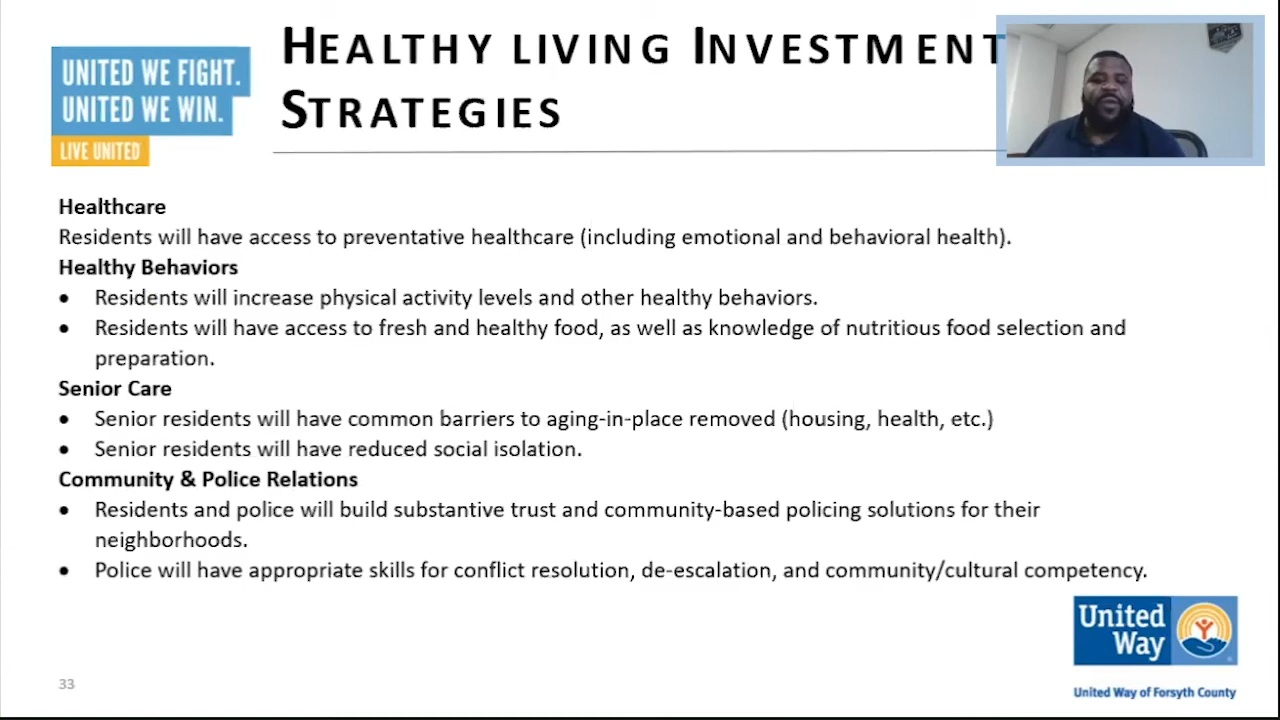 HEALTHY LIVING INVESTMENT
STRATEGIES
UNITED WE FIGHT.
UNITED WE WIN.
LIVE UNITED
Healthcare
Residents will have access to preventative healthcare (including emotional and behavioral health).
Healthy Behaviors
• Residents will increase physical activity levels and other healthy behaviors.
• Residents will have access to fresh and healthy food, as well as knowledge of nutritious food selection and
preparation.
Senior Care
• Senior residents will have common barriers to aging-in-place removed (housing, health, etc.)
• Senior residents will have reduced social isolation.
Community & Police Relations
• Residents and police will build substantive trust and community-based policing solutions for their
neighborhoods.
• Police will have appropriate skills for conflict resolution, de-escalation, and community/cultural competency.
United
Way
United Way of Forsyth County
33